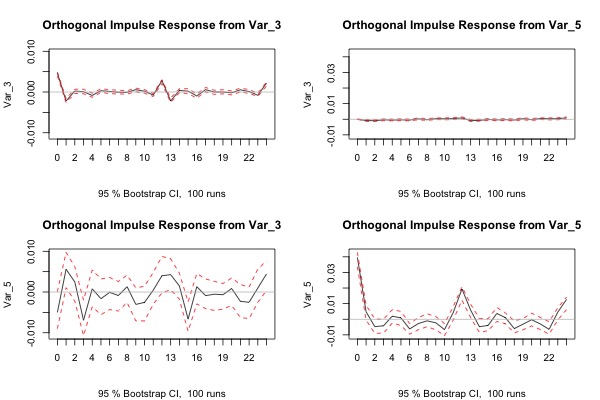 Orthogonal Impulse Response from Var_3
Var_3
0.010
0.000
-0.010
0 2 4 6 8 10 13 16 19 22
95 % Bootstrap CI, 100 runs
Orthogonal Impulse Response from Var_5
Var_3
0.03
0.01
-0.01
0 2 4 6 8 10 13 16 19 22
95 % Bootstrap CI, 100 runs
Orthogonal Impulse Response from Var_3
Var_5
0.010
0.000
-0.010
0 2 4 6 8 10 13 16 19 22
95 % Bootstrap CI, 100 runs
Orthogonal Impulse Response from Var_5
Var_5
0.03
0.01
-0.01
0 2 4 6 8 10 13 16 19 22
95 % Bootstrap CI, 100 runs